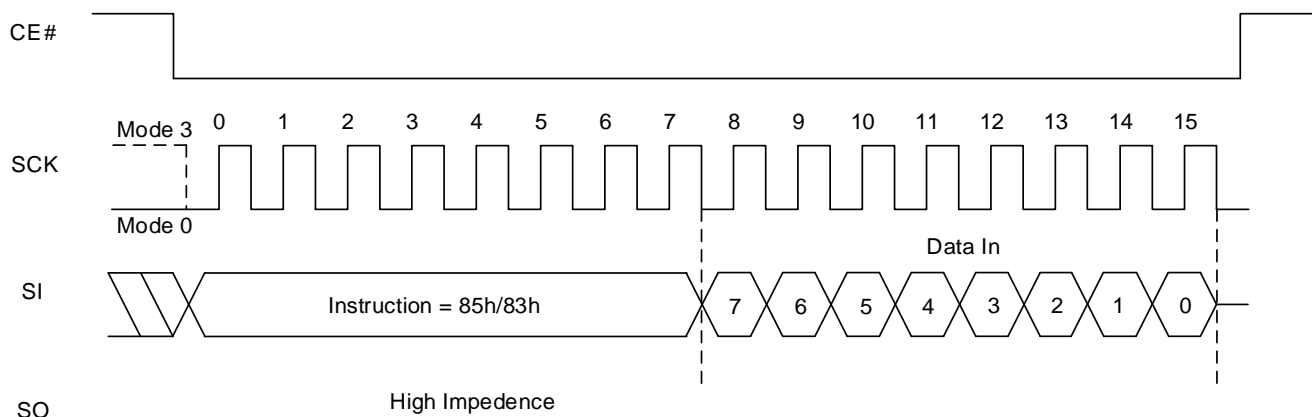 CE#
Mode 3
0 1 2 3 4 5 6 7 8 9 10 11 12 13 14 15
SCK
Mode 0
Data In
SI
Instruction = 85h/83h
7 6 5 4 3 2 1 0
High Impedence
SO